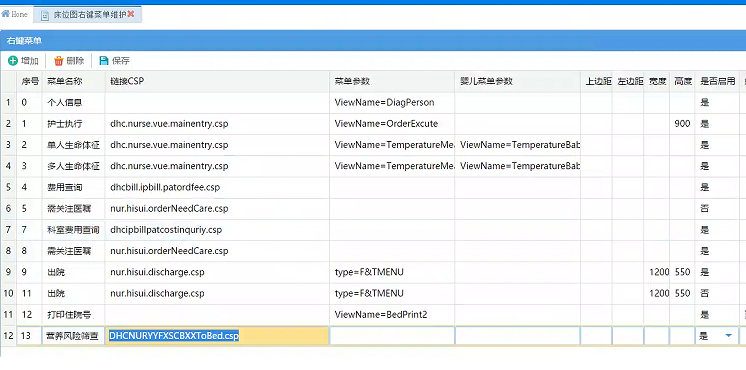 Home 床位图右键菜单维护
右键菜单
增加 删除 保存
序号 菜单名称 链接CSP 菜单参数 婴儿菜单参数 上边距 左边距 宽度 高度 是否启用
1 0 个人信息 ViewName=DiagPerson 是
2 1 护士执行 dhc.nurse.vue.mainentry.csp ViewName=OrderExcute 900 是
3 2 单人生命体征 dhc.nurse.vue.mainentry.csp ViewName=TemperatureMea ViewName=TemperatureBab 是
4 3 多人生命体征 dhc.nurse.vue.mainentry.csp ViewName=TemperatureMea ViewName=TemperatureBab 是
5 4 费用查询 dhcbill.ipbill.patordfee.csp 是
6 5 需关注医嘱 nur.hisui.orderNeedCare.csp 否
7 7 科室费用查询 dhcipbillpatcostinquriy.csp 是
8 8 需关注医嘱 nur.hisui.orderNeedCare.csp 是
9 9 出院 nur.hisui.discharge.csp type=F&TMENU 1200 550 是
10 11 出院 nur.hisui.discharge.csp type=F&TMENU 1200 550 否
11 12 打印住院号 ViewName=BedPrint2 是
12 13 营养风险筛查 DHCNURYYFXSCBXXToBed.csp 是